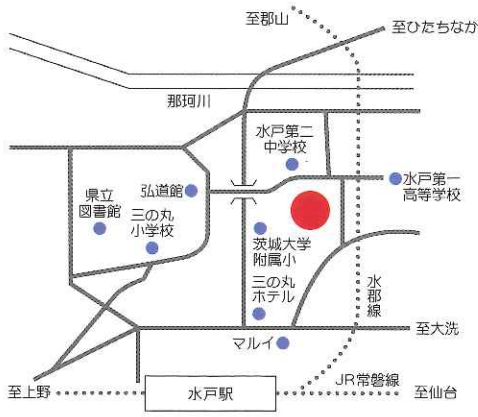 至郡山
至ひたちなか
那珂川
水戸第二
中学校
弘道館
水戸第一
高等学校
県立
図書館
三の丸
小学校
茨城大学
附属小
三の丸
ホテル
水郡線
至大洗
マルイ
JR常磐線
至上野
水戸駅
至仙台